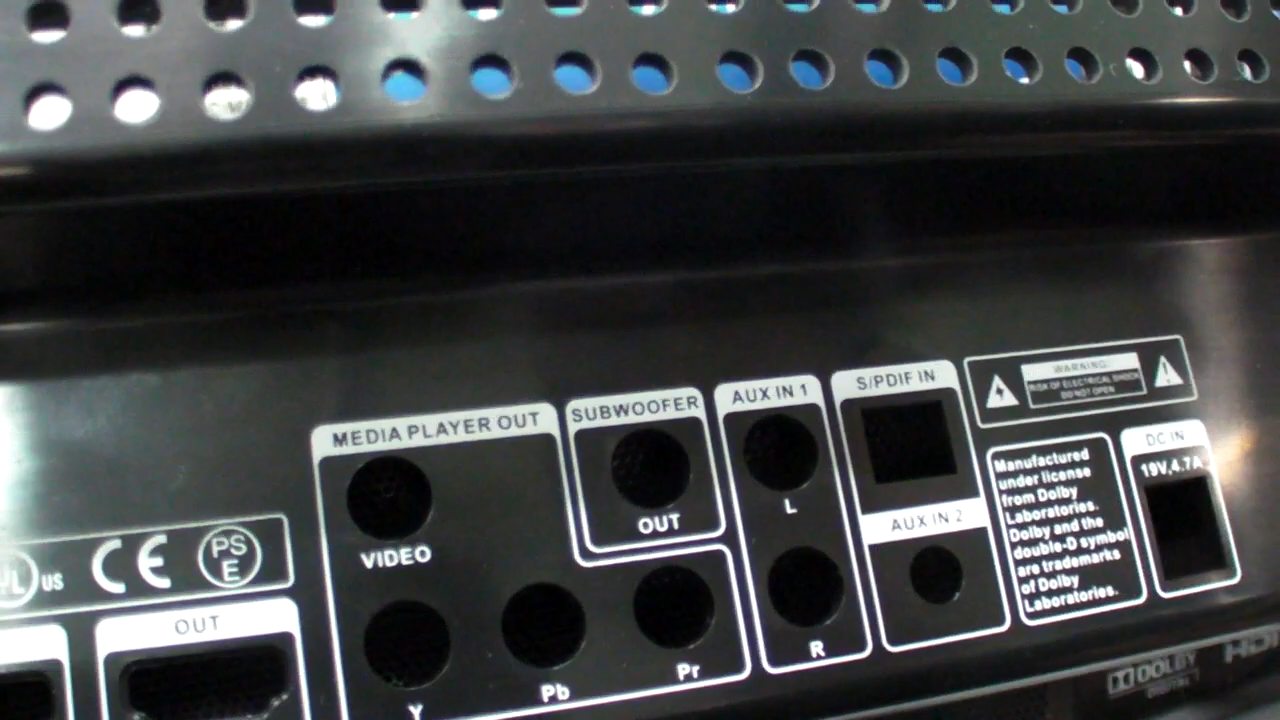 MEDIA PLAYER OUT
VIDEO
Y
Pb
Pr
SUBWOOFER
OUT
AUX IN 1
L
R
S/PDIF IN
AUX IN 2
WARNING:
RISK OF ELECTRICAL SHOCK
DO NOT OPEN
Manufactured
under license
from Dolby
Laboratories.
Dolby and the
double-D symbol
are trademarks
of Dolby
Laboratories.
DC IN
19V,4.7A
UL US
CE
PS
E
OUT
DOLBY
DIGITAL